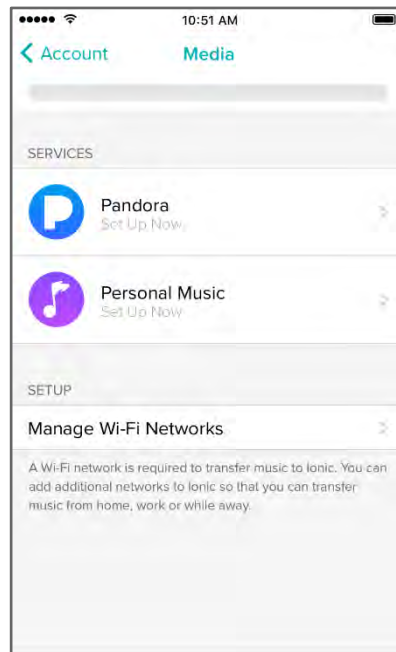 10:51 AM
Account
Media
SERVICES
Pandora
Set Up Now
Personal Music
Set Up Now
SETUP
Manage Wi-Fi Networks
A Wi-Fi network is required to transfer music to Ionic. You can
add additional networks to Ionic so that you can transfer
music from home, work or while away.